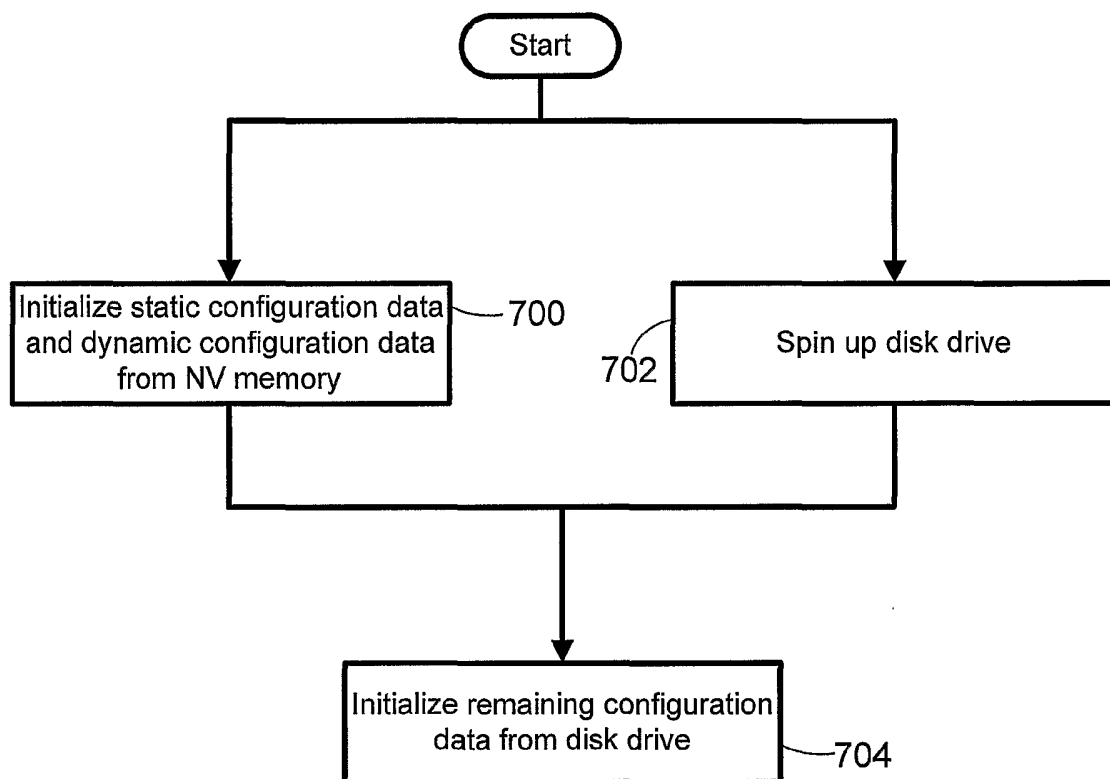 Start
Initialize static configuration data
and dynamic configuration data
from NV memory
700
702
Spin up disk drive
Initialize remaining configuration
data from disk drive
704